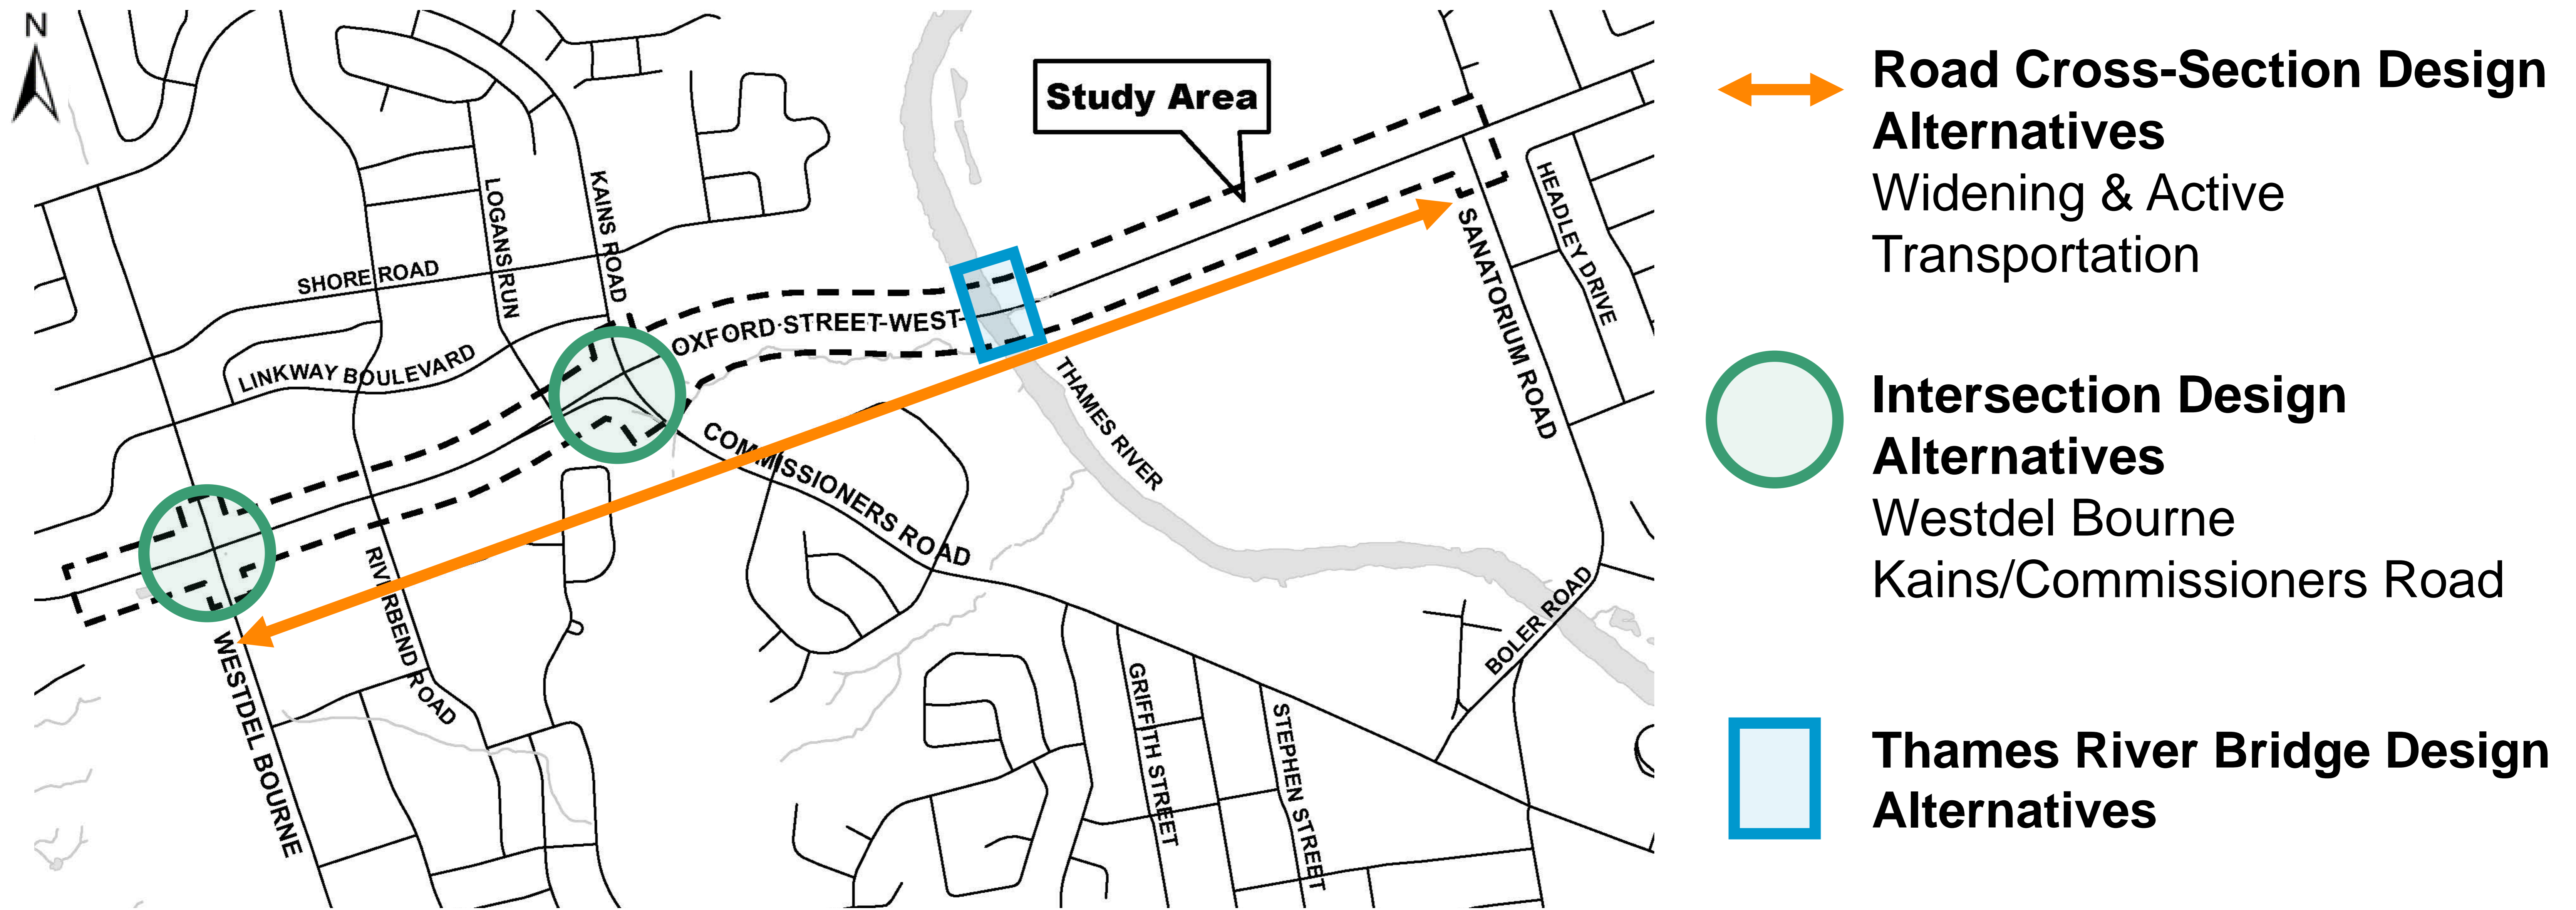 N
Study Area
LOGANS RUN
KAINS ROAD
SHORE ROAD
LINKWAY BOULEVARD
OXFORD STREET WEST
HEADLEY DRIVE
SANATORIUM ROAD
THAMES RIVER
COMMISSIONERS ROAD
RIVERBEND ROAD
WESTDEL BOURNE
BOLER ROAD
GRIFFITH STREET
STEPHEN STREET
Road Cross-Section Design
Alternatives
Widening & Active
Transportation
Intersection Design
Alternatives
Westdel Bourne
Kains/Commissioners Road
Thames River Bridge Design
Alternatives